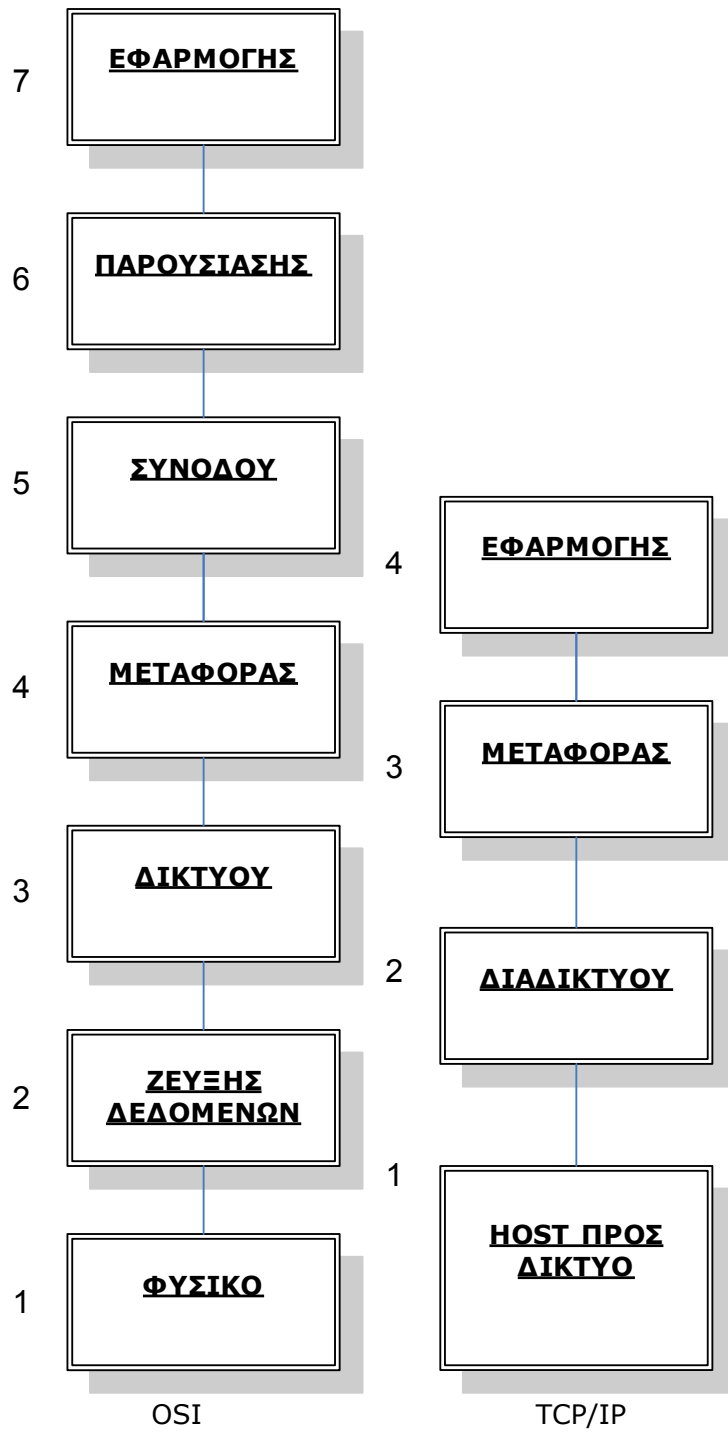 7
ΕΦΑΡΜΟΓΗΣ
6
ΠΑΡΟΥΣΙΑΣΗΣ
5
ΣΥΝΟΔΟΥ
4
ΜΕΤΑΦΟΡΑΣ
3
ΔΙΚΤΥΟΥ
2
ΖΕΥΞΗΣ
ΔΕΔΟΜΕΝΩΝ
1
ΦΥΣΙΚΟ
OSI
4
ΕΦΑΡΜΟΓΗΣ
3
ΜΕΤΑΦΟΡΑΣ
2
ΔΙΑΔΙΚΤΥΟΥ
1
HOST ΠΡΟΣ
ΔΙΚΤΥΟ
TCP/IP